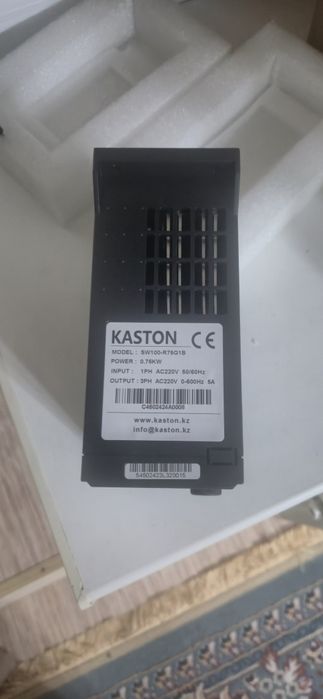 KASTON CE
MODEL : SW100-R75G1B
POWER : 0.75KW
INPUT : 1PH AC220V 50/60Hz
OUTPUT : 3PH AC220V 0-600Hz 5A
C4602424A0006
www.kaston.kz
info@kaston.kz
S4502423L320015